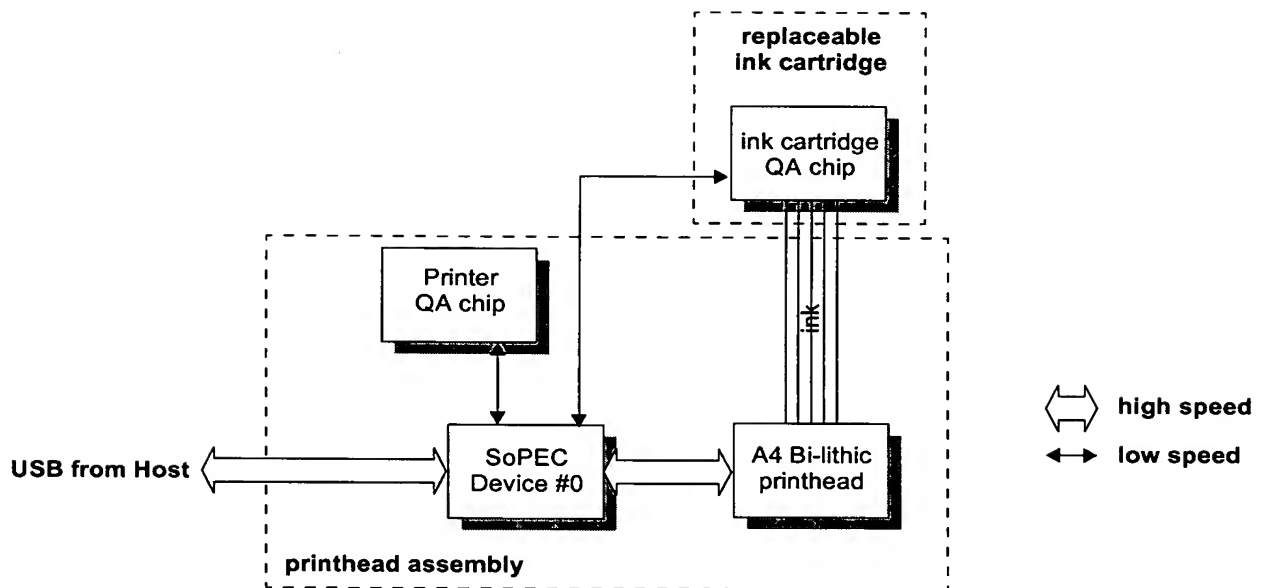 replaceable
ink cartridge
ink cartridge
QA chip
Printer
QA chip
ink
high speed
low speed
USB from Host
SoPEC
Device #0
A4 Bi-lithic
printhead
printhead assembly